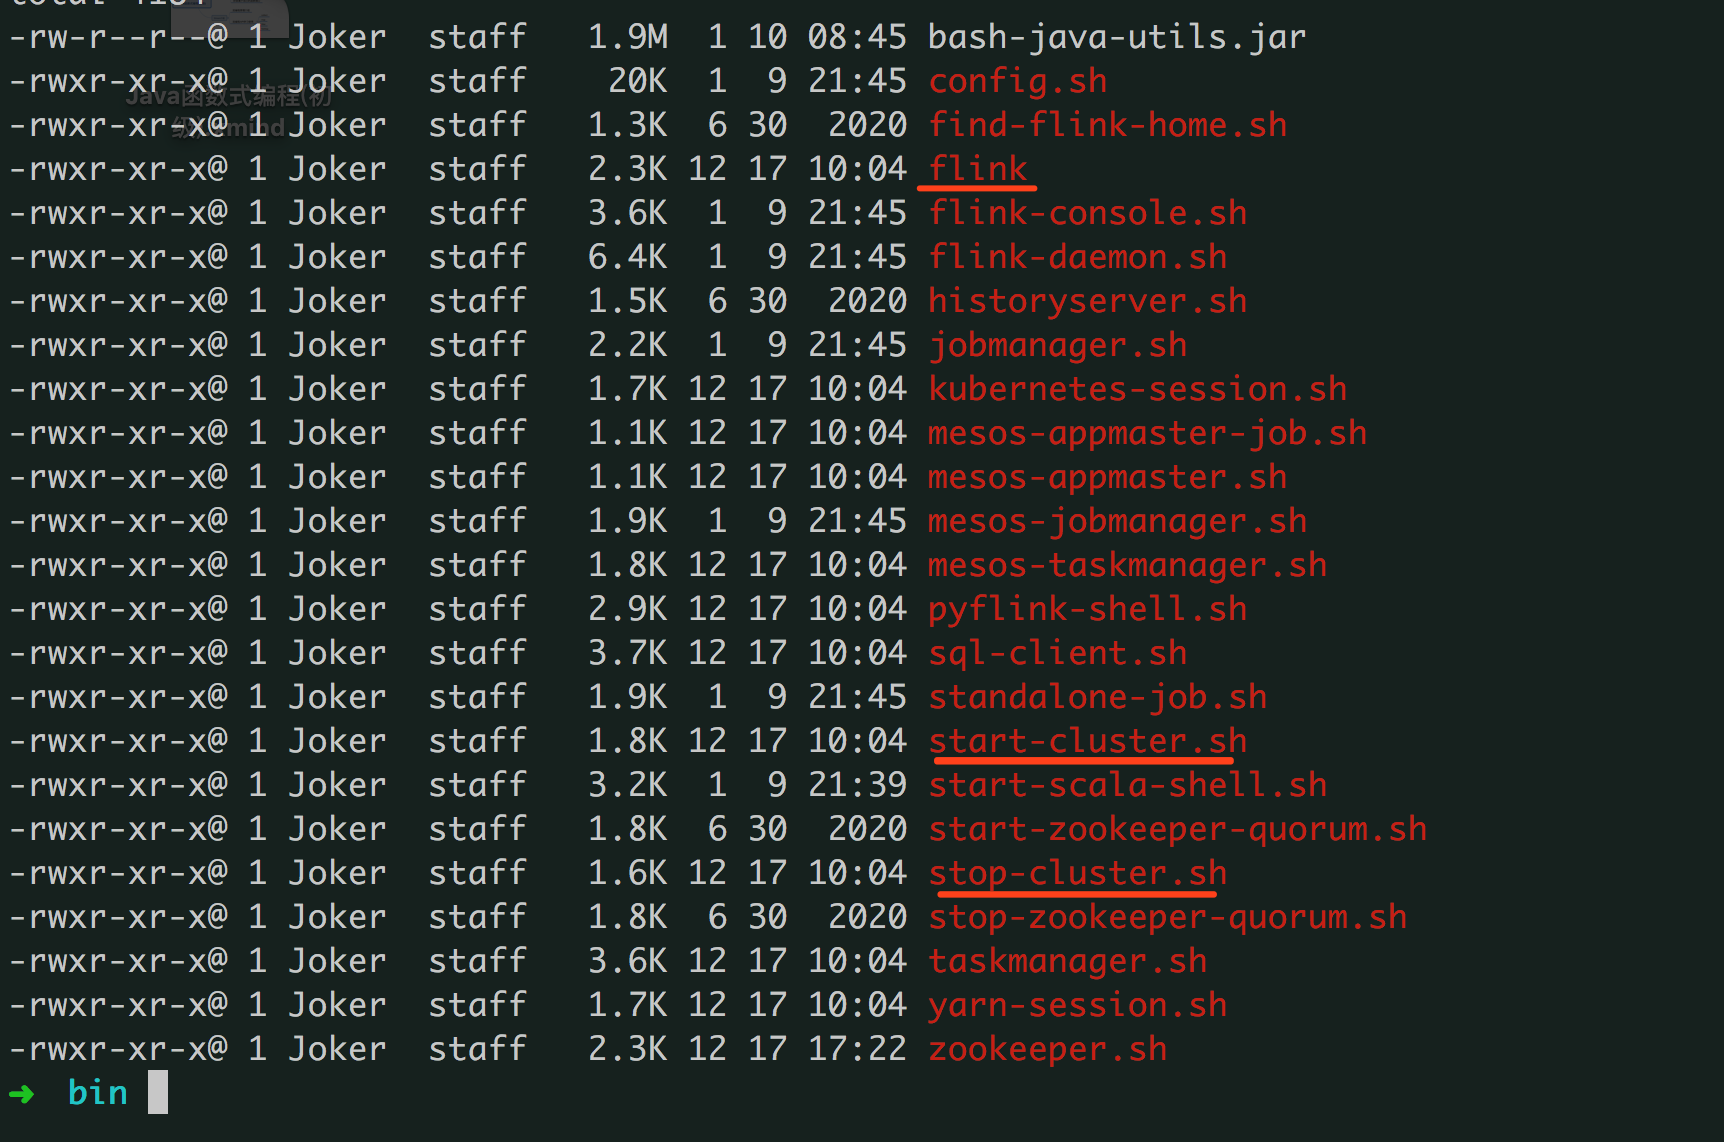 -rw-r--r--@ 1 Joker  staff   1.9M  1 10 08:45 bash-java-utils.jar
-rwxr-xr-x@ 1 Joker  staff    20K  1  9 21:45 config.sh
Java函数式编程(初
-rwxr-xr-x@ 1 Joker  staff   1.3K  6 30  2020 find-flink-home.sh
-rwxr-xr-x@ 1 Joker  staff   2.3K 12 17 10:04 flink
-rwxr-xr-x@ 1 Joker  staff   3.6K  1  9 21:45 flink-console.sh
-rwxr-xr-x@ 1 Joker  staff   6.4K  1  9 21:45 flink-daemon.sh
-rwxr-xr-x@ 1 Joker  staff   1.5K  6 30  2020 historyserver.sh
-rwxr-xr-x@ 1 Joker  staff   2.2K  1  9 21:45 jobmanager.sh
-rwxr-xr-x@ 1 Joker  staff   1.7K 12 17 10:04 kubernetes-session.sh
-rwxr-xr-x@ 1 Joker  staff   1.1K 12 17 10:04 mesos-appmaster-job.sh
-rwxr-xr-x@ 1 Joker  staff   1.1K 12 17 10:04 mesos-appmaster.sh
-rwxr-xr-x@ 1 Joker  staff   1.9K  1  9 21:45 mesos-jobmanager.sh
-rwxr-xr-x@ 1 Joker  staff   1.8K 12 17 10:04 mesos-taskmanager.sh
-rwxr-xr-x@ 1 Joker  staff   2.9K 12 17 10:04 pyflink-shell.sh
-rwxr-xr-x@ 1 Joker  staff   3.7K 12 17 10:04 sql-client.sh
-rwxr-xr-x@ 1 Joker  staff   1.9K  1  9 21:45 standalone-job.sh
-rwxr-xr-x@ 1 Joker  staff   1.8K 12 17 10:04 start-cluster.sh
-rwxr-xr-x@ 1 Joker  staff   3.2K  1  9 21:39 start-scala-shell.sh
-rwxr-xr-x@ 1 Joker  staff   1.8K  6 30  2020 start-zookeeper-quorum.sh
-rwxr-xr-x@ 1 Joker  staff   1.6K 12 17 10:04 stop-cluster.sh
-rwxr-xr-x@ 1 Joker  staff   1.8K  6 30  2020 stop-zookeeper-quorum.sh
-rwxr-xr-x@ 1 Joker  staff   3.6K 12 17 10:04 taskmanager.sh
-rwxr-xr-x@ 1 Joker  staff   1.7K 12 17 10:04 yarn-session.sh
-rwxr-xr-x@ 1 Joker  staff   2.3K 12 17 17:22 zookeeper.sh
➜  bin